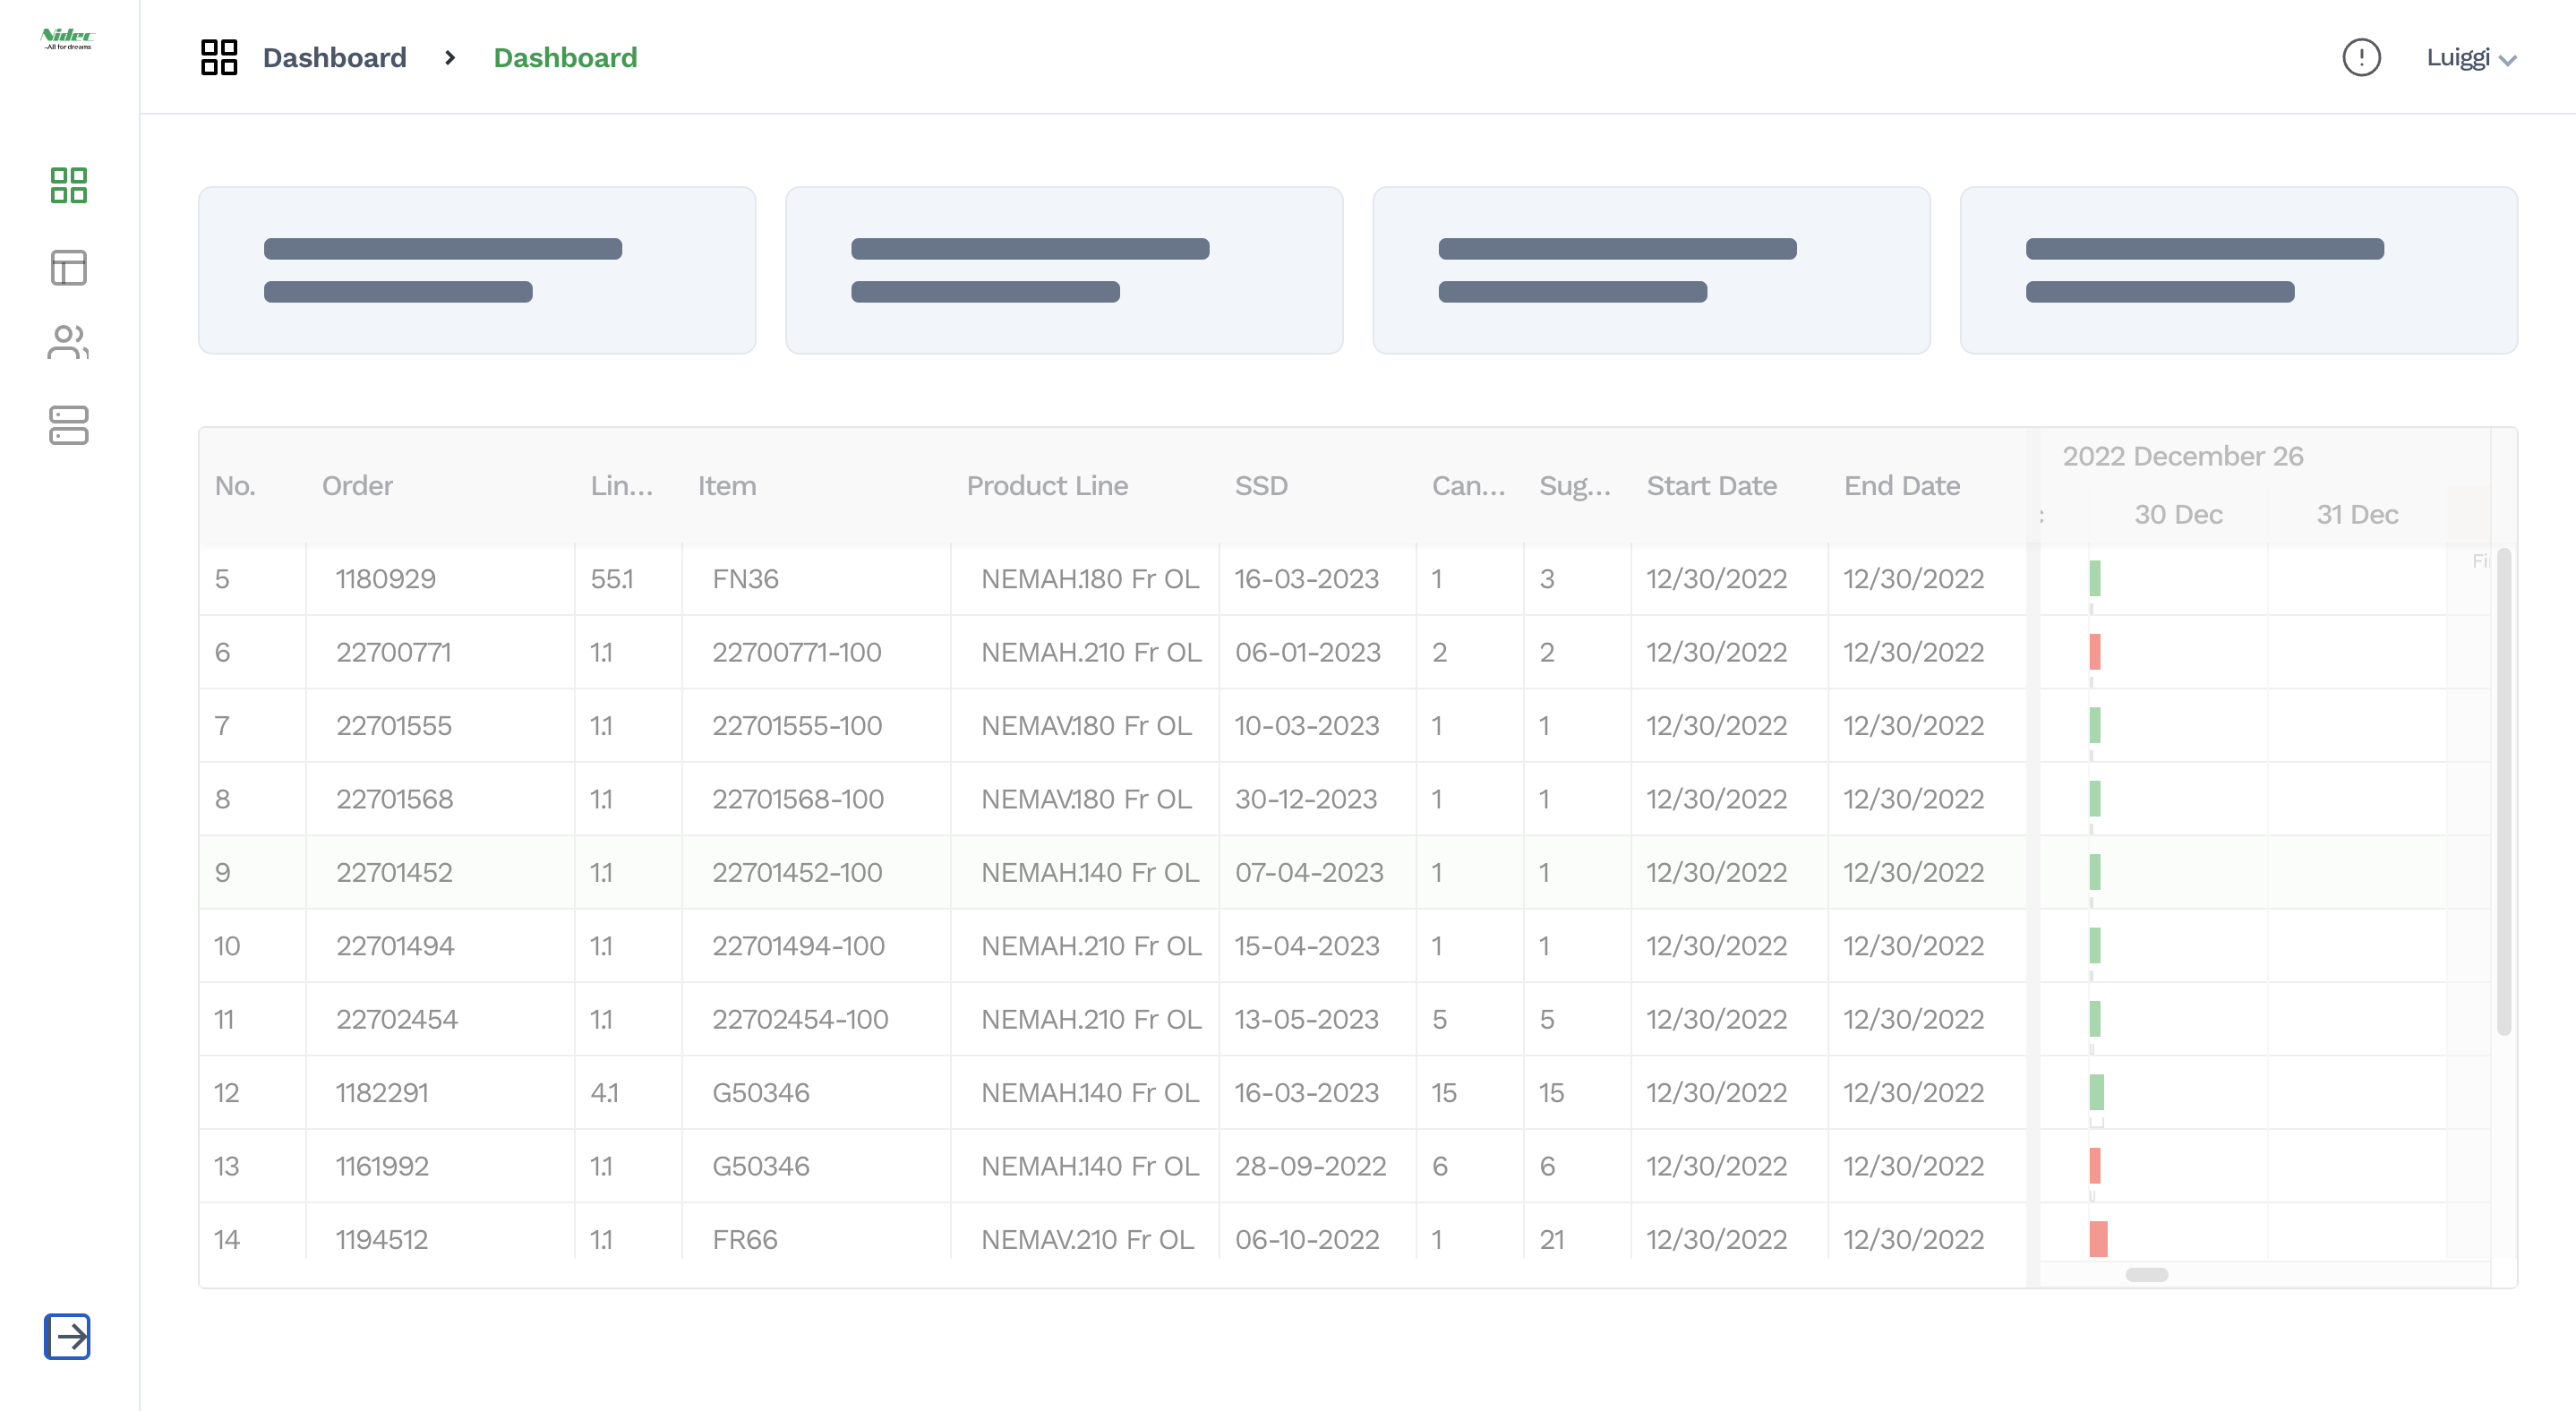 Nidec
-All for dreams
Dashboard > Dashboard
Luiggi
No. Order Lin... Item Product Line SSD Can... Sug... Start Date End Date
2022 December 26
30 Dec 31 Dec
5 1180929 55.1 FN36 NEMAH.180 Fr OL 16-03-2023 1 3 12/30/2022 12/30/2022
6 22700771 1.1 22700771-100 NEMAH.210 Fr OL 06-01-2023 2 2 12/30/2022 12/30/2022
7 22701555 1.1 22701555-100 NEMAV.180 Fr OL 10-03-2023 1 1 12/30/2022 12/30/2022
8 22701568 1.1 22701568-100 NEMAV.180 Fr OL 30-12-2023 1 1 12/30/2022 12/30/2022
9 22701452 1.1 22701452-100 NEMAH.140 Fr OL 07-04-2023 1 1 12/30/2022 12/30/2022
10 22701494 1.1 22701494-100 NEMAH.210 Fr OL 15-04-2023 1 1 12/30/2022 12/30/2022
11 22702454 1.1 22702454-100 NEMAH.210 Fr OL 13-05-2023 5 5 12/30/2022 12/30/2022
12 1182291 4.1 G50346 NEMAH.140 Fr OL 16-03-2023 15 15 12/30/2022 12/30/2022
13 1161992 1.1 G50346 NEMAH.140 Fr OL 28-09-2022 6 6 12/30/2022 12/30/2022
14 1194512 1.1 FR66 NEMAV.210 Fr OL 06-10-2022 1 21 12/30/2022 12/30/2022